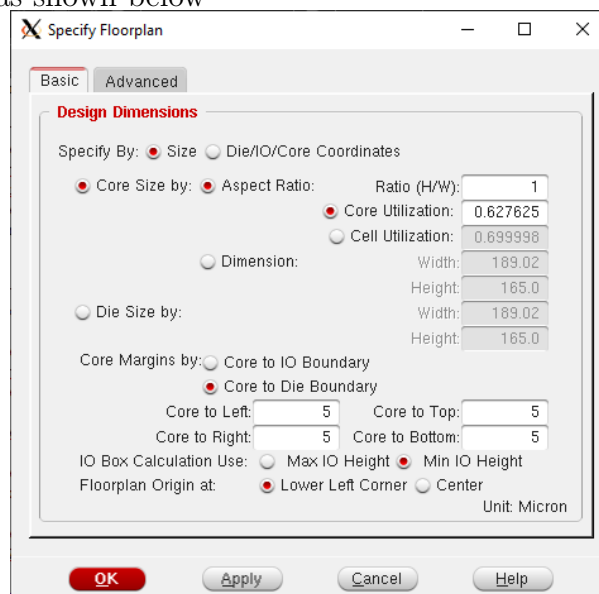 as shown below
Specify Floorplan
Basic Advanced
Design Dimensions
Specify By: Size Die/IO/Core Coordinates
Core Size by: Aspect Ratio: Ratio (H/W): 1
Core Utilization: 0.627625
Cell Utilization: 0.699998
Dimension: Width: 189.02
Height: 165.0
Die Size by: Width: 189.02
Height: 165.0
Core Margins by: Core to IO Boundary
Core to Die Boundary
Core to Left: 5 Core to Top: 5
Core to Right: 5 Core to Bottom: 5
IO Box Calculation Use: Max IO Height Min IO Height
Floorplan Origin at: Lower Left Corner Center
Unit: Micron
OK Apply Cancel Help